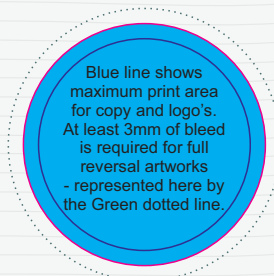 Blue line shows
maximum print area
for copy and logo's.
At least 3mm of bleed
is required for full
reversal artworks
- represented here by
the Green dotted line.